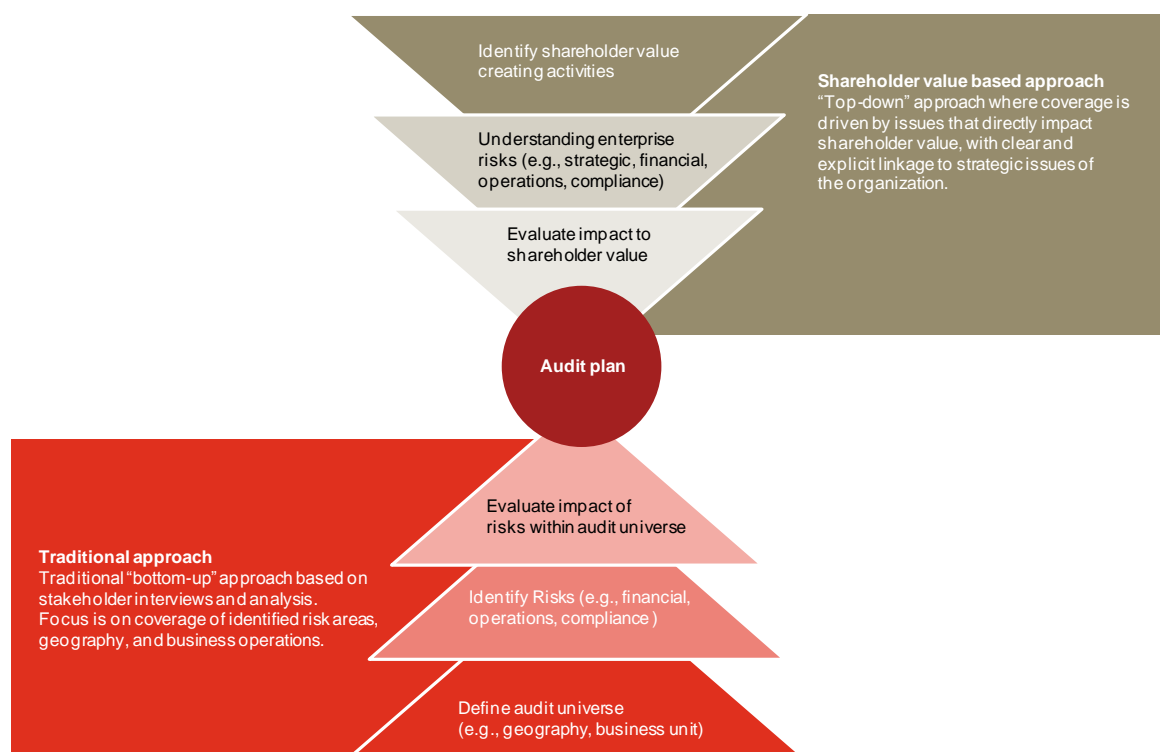 Identify shareholder value
creating activities
Shareholder value based approach
“Top-down” approach where coverage is
driven by issues that directly impact
shareholder value, with clear and
explicit linkage to strategic issues of
the organization.
Understanding enterprise
risks (e.g., strategic, financial,
operations, compliance)
Evaluate impact to
shareholder value
Audit plan
Evaluate impact of
risks within audit universe
Traditional approach
Traditional “bottom-up” approach based on
stakeholder interviews and analysis.
Focus is on coverage of identified risk areas,
geography, and business operations.
Identify Risks (e.g., financial,
operations, compliance )
Define audit universe
(e.g., geography, business unit)